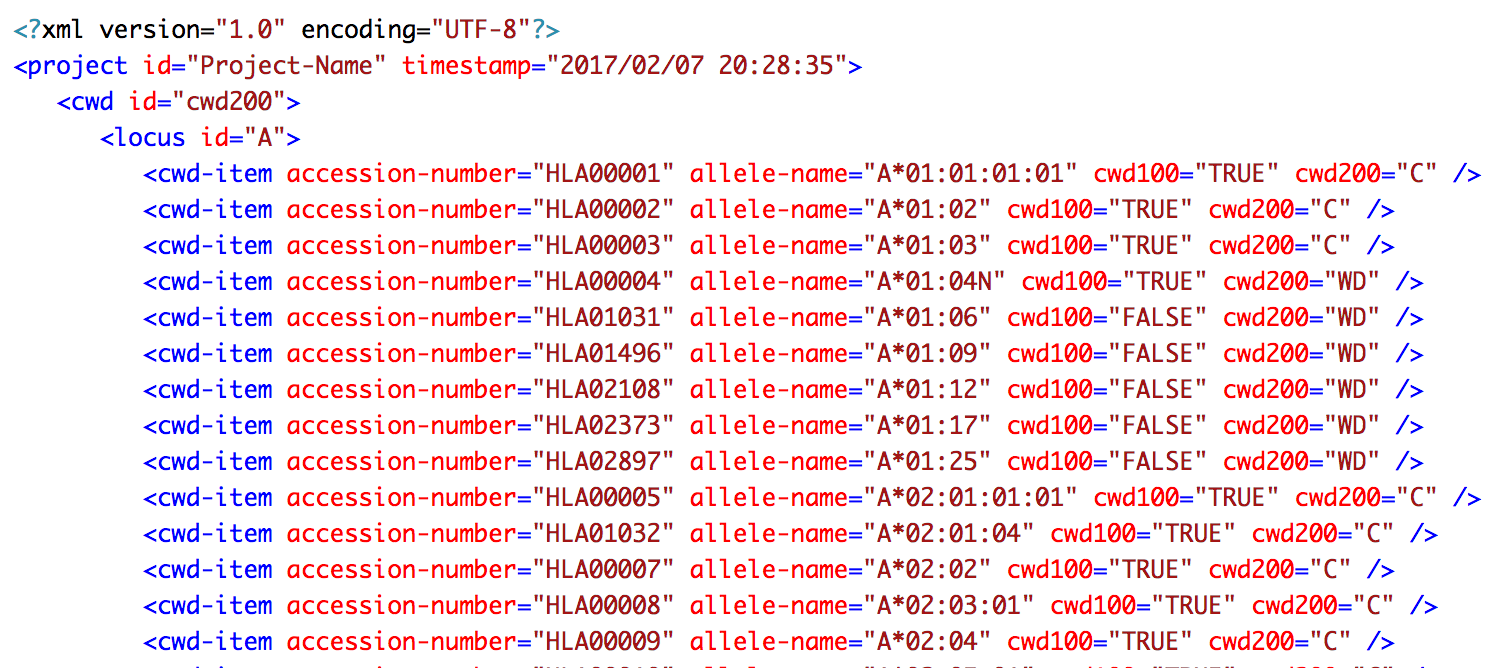 <?xml version="1.0" encoding="UTF-8"?>
<project id="Project-Name" timestamp="2017/02/07 20:28:35">
<cwd id="cwd200">
<locus id="A">
<cwd-item accession-number="HLA00001" allele-name="A*01:01:01:01" cwd100="TRUE" cwd200="C" />
<cwd-item accession-number="HLA00002" allele-name="A*01:02" cwd100="TRUE" cwd200="C" />
<cwd-item accession-number="HLA00003" allele-name="A*01:03" cwd100="TRUE" cwd200="C" />
<cwd-item accession-number="HLA00004" allele-name="A*01:04N" cwd100="TRUE" cwd200="WD" />
<cwd-item accession-number="HLA01031" allele-name="A*01:06" cwd100="FALSE" cwd200="WD" />
<cwd-item accession-number="HLA01496" allele-name="A*01:09" cwd100="FALSE" cwd200="WD" />
<cwd-item accession-number="HLA02108" allele-name="A*01:12" cwd100="FALSE" cwd200="WD" />
<cwd-item accession-number="HLA02373" allele-name="A*01:17" cwd100="FALSE" cwd200="WD" />
<cwd-item accession-number="HLA02897" allele-name="A*01:25" cwd100="FALSE" cwd200="WD" />
<cwd-item accession-number="HLA00005" allele-name="A*02:01:01:01" cwd100="TRUE" cwd200="C" />
<cwd-item accession-number="HLA01032" allele-name="A*02:01:04" cwd100="TRUE" cwd200="C" />
<cwd-item accession-number="HLA00007" allele-name="A*02:02" cwd100="TRUE" cwd200="C" />
<cwd-item accession-number="HLA00008" allele-name="A*02:03:01" cwd100="TRUE" cwd200="C" />
<cwd-item accession-number="HLA00009" allele-name="A*02:04" cwd100="TRUE" cwd200="C" />